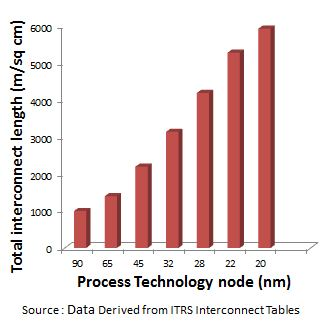 Total interconnect length (m/sq cm)
6000
5000
4000
3000
2000
1000
0
90 65 45 32 28 22 20
Process Technology node (nm)
Source : Data Derived from ITRS Interconnect Tables